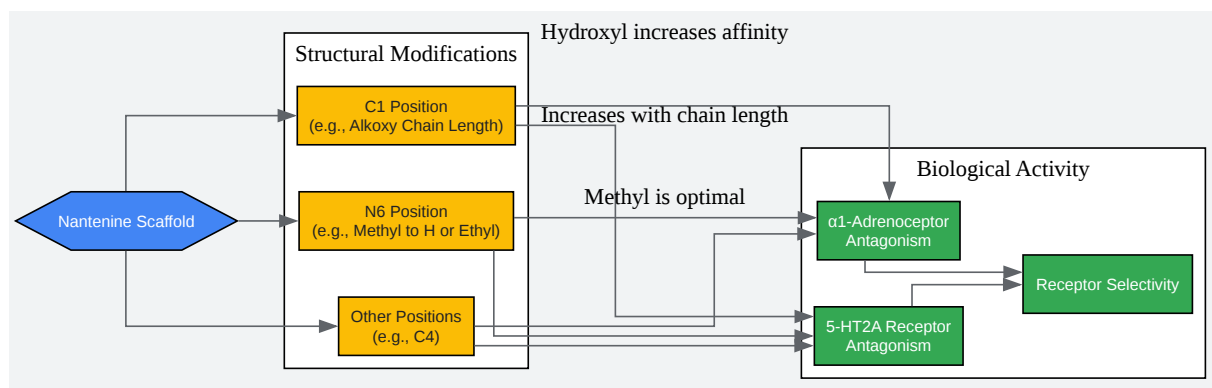 Hydroxyl increases affinity
Structural Modifications
C1 Position
(e.g., Alkoxy Chain Length)
Increases with chain length
Biological Activity
Methyl is optimal
Nantenine Scaffold
N6 Position
(e.g., Methyl to H or Ethyl)
α1-Adrenoceptor
Antagonism
Receptor Selectivity
Other Positions
(e.g., C4)
5-HT2A Receptor
Antagonism